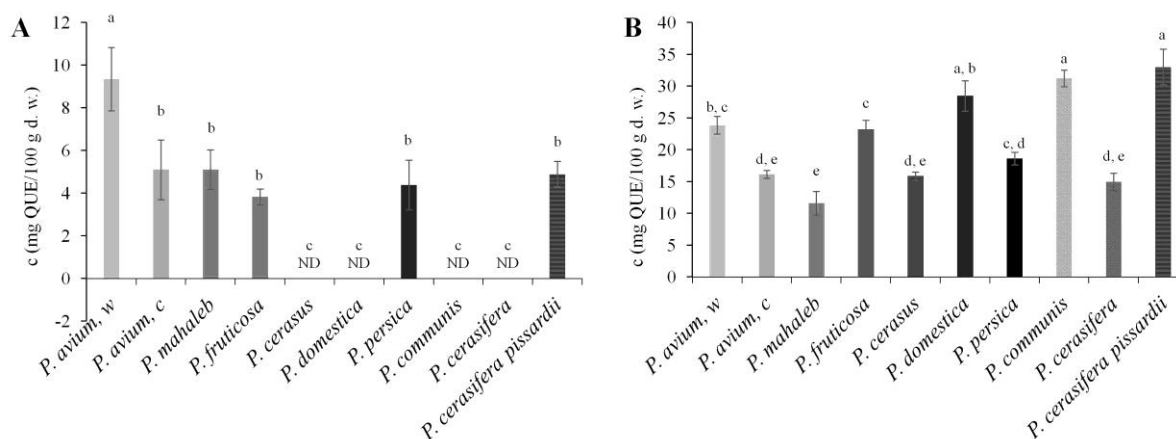 A
c (mg QUE/100 g d. w.)
12
10
8
6
4
2
0
-2
a
b
b
b
c
ND
c
ND
b
c
ND
c
ND
b
P. avium, w
P. avium, c
P. mahaleb
P. fruticosa
P. cerasus
P. domestica
P. persica
P. communis
P. cerasifera
P. cerasifera pissardii
B
c (mg QUE/100 g d. w.)
40
35
30
25
20
15
10
5
0
b, c
d, e
e
c
d, e
a, b
c, d
a
d, e
a
P. avium, w
P. avium, c
P. mahaleb
P. fruticosa
P. cerasus
P. domestica
P. persica
P. communis
P. cerasifera
P. cerasifera pissardii